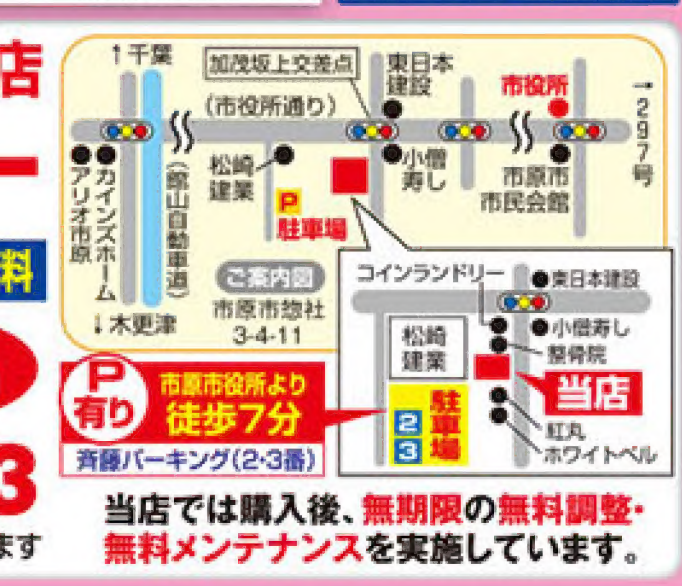 店
料
3
ます
↑千葉
加茂坂上交差点
東日本
建設
市役所
→297号
(市役所通り)
アリオ市原
カインズホーム
(館山自動車道)
松崎
建業
小僧
寿し
市原市
市民会館
P
駐車場
ご案内図
市原市惣社
3-4-11
↓木更津
コインランドリー
東日本建設
松崎
建業
小僧寿し
整骨院
当店
駐車場
2
3
紅丸
ホワイトベル
P
有り
市原市役所より
徒歩7分
斉藤パーキング(2・3番)
当店では購入後、無期限の無料調整・
無料メンテナンスを実施しています。